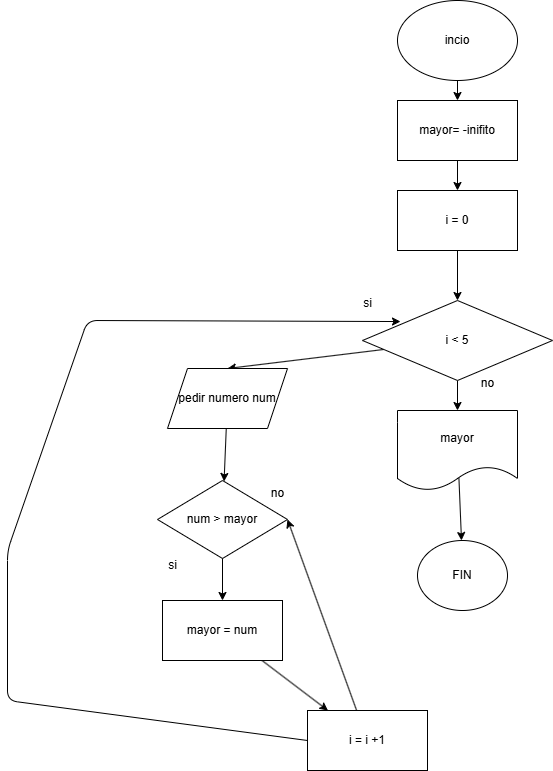 incio
mayor= -inifito
i = 0
si
i < 5
no
pedir numero num
mayor
no
num > mayor
si
FIN
mayor = num
i = i +1